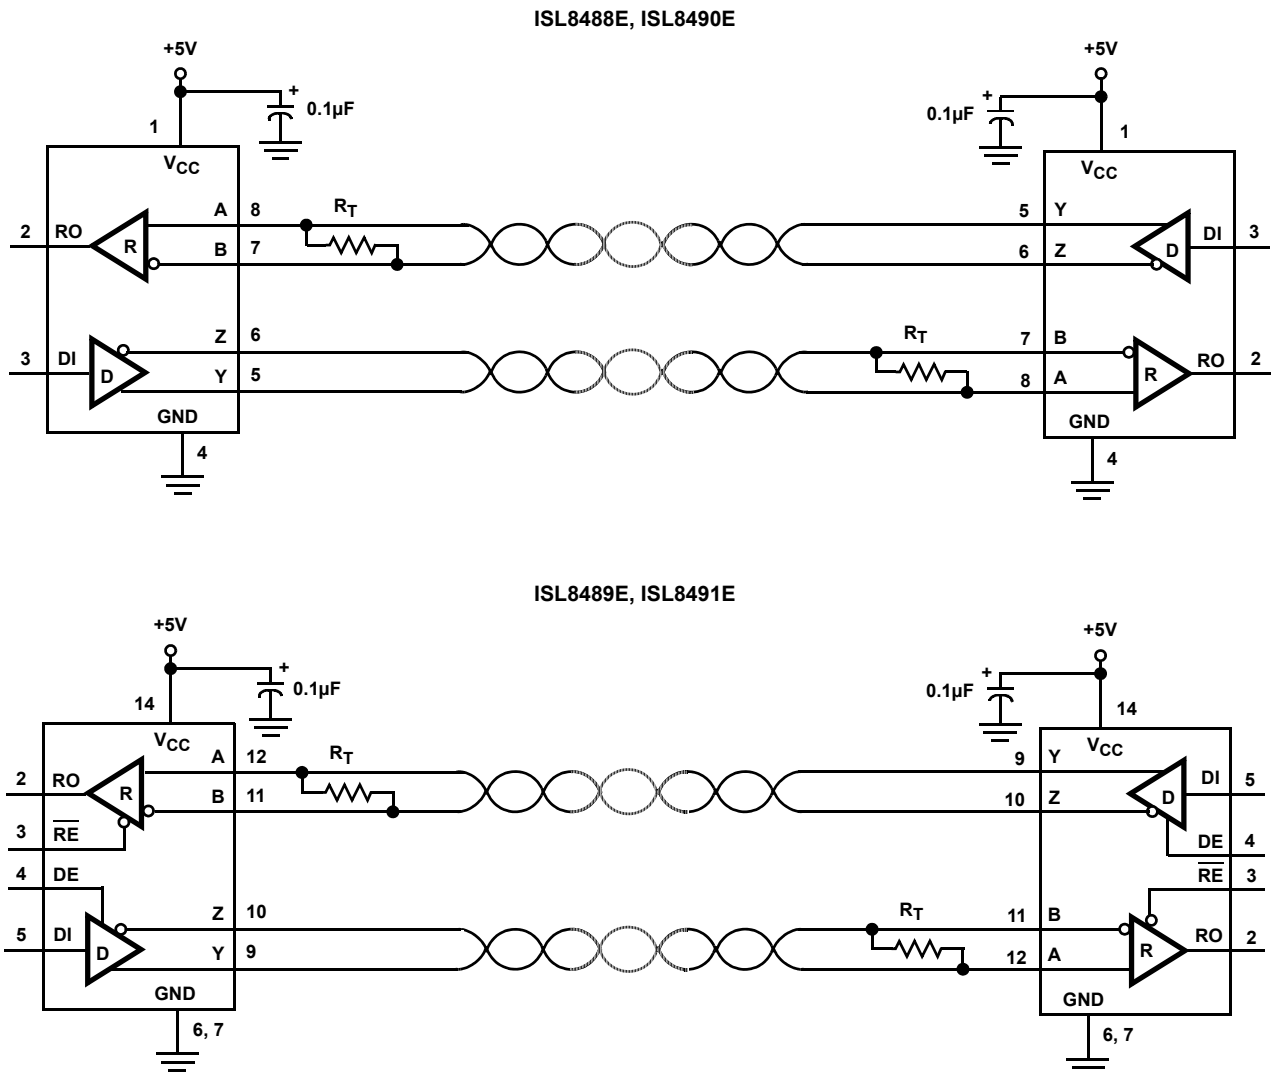 ISL8488E, ISL8490E
+5V
+5V
+
0.1µF
+
0.1µF
1
1
VCC
VCC
A
8
RT
5
Y
2
RO
R
B
7
6
Z
D
DI
3
Z
6
RT
7
B
3
DI
D
Y
5
8
A
R
RO
2
GND
GND
4
4
ISL8489E, ISL8491E
+5V
+5V
+
0.1µF
+
0.1µF
14
14
VCC
VCC
A
12
RT
9
Y
2
RO
R
B
11
10
Z
D
DI
5
3
RE
DE
4
4
DE
RE
3
Z
10
RT
11
B
5
DI
D
Y
9
12
A
R
RO
2
GND
GND
6, 7
6, 7